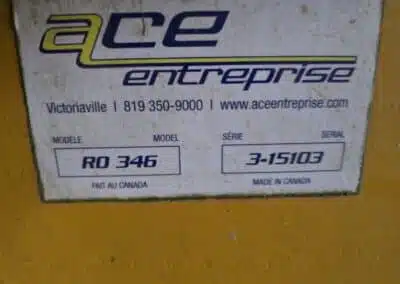 ace
entreprise
Victoriaville | 819 350-9000 | www.aceentreprise.com
MODÈLE MODEL SÉRIE SERIAL
RO 346 3-15103
FAIT AU CANADA MADE IN CANADA